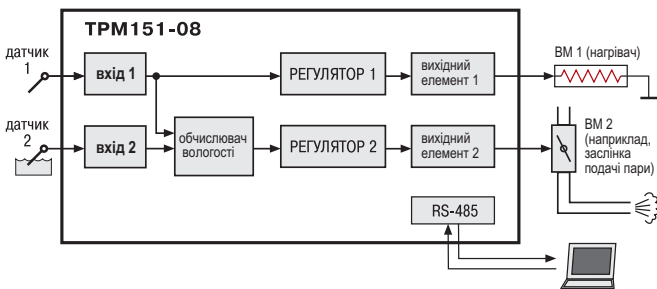 ТРМ151-08
датчик
1
вхід 1
РЕГУЛЯТОР 1
вихідний
елемент 1
ВМ 1 (нагрівач)
датчик
2
вхід 2
обчислювач
вологості
РЕГУЛЯТОР 2
вихідний
елемент 2
ВМ 2
(наприклад,
заслінка
подачі пари)
RS-485